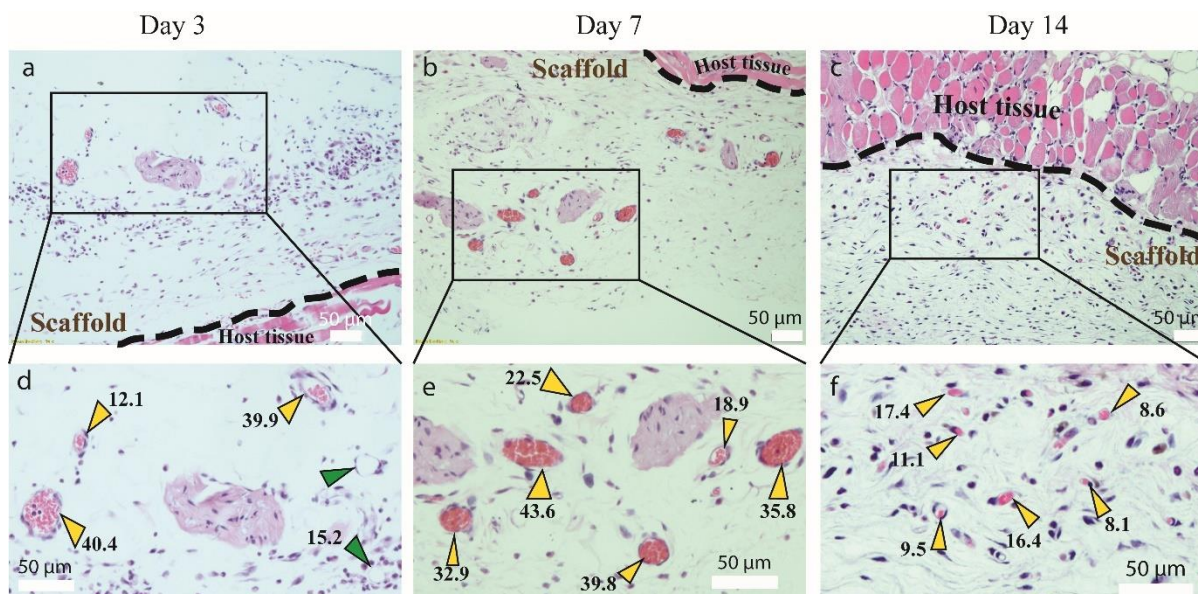 Day 3
Day 7
Day 14
a
b
c
Scaffold
Host tissue
Host tissue
50 μm
50 μm
Scaffold
Scaffold
Host tissue
50 μm
d
12.1
39.9
40.4
15.2
50 μm
e
22.5
18.9
43.6
35.8
32.9
39.8
50 μm
f
17.4
8.6
11.1
9.5
16.4
8.1
50 μm